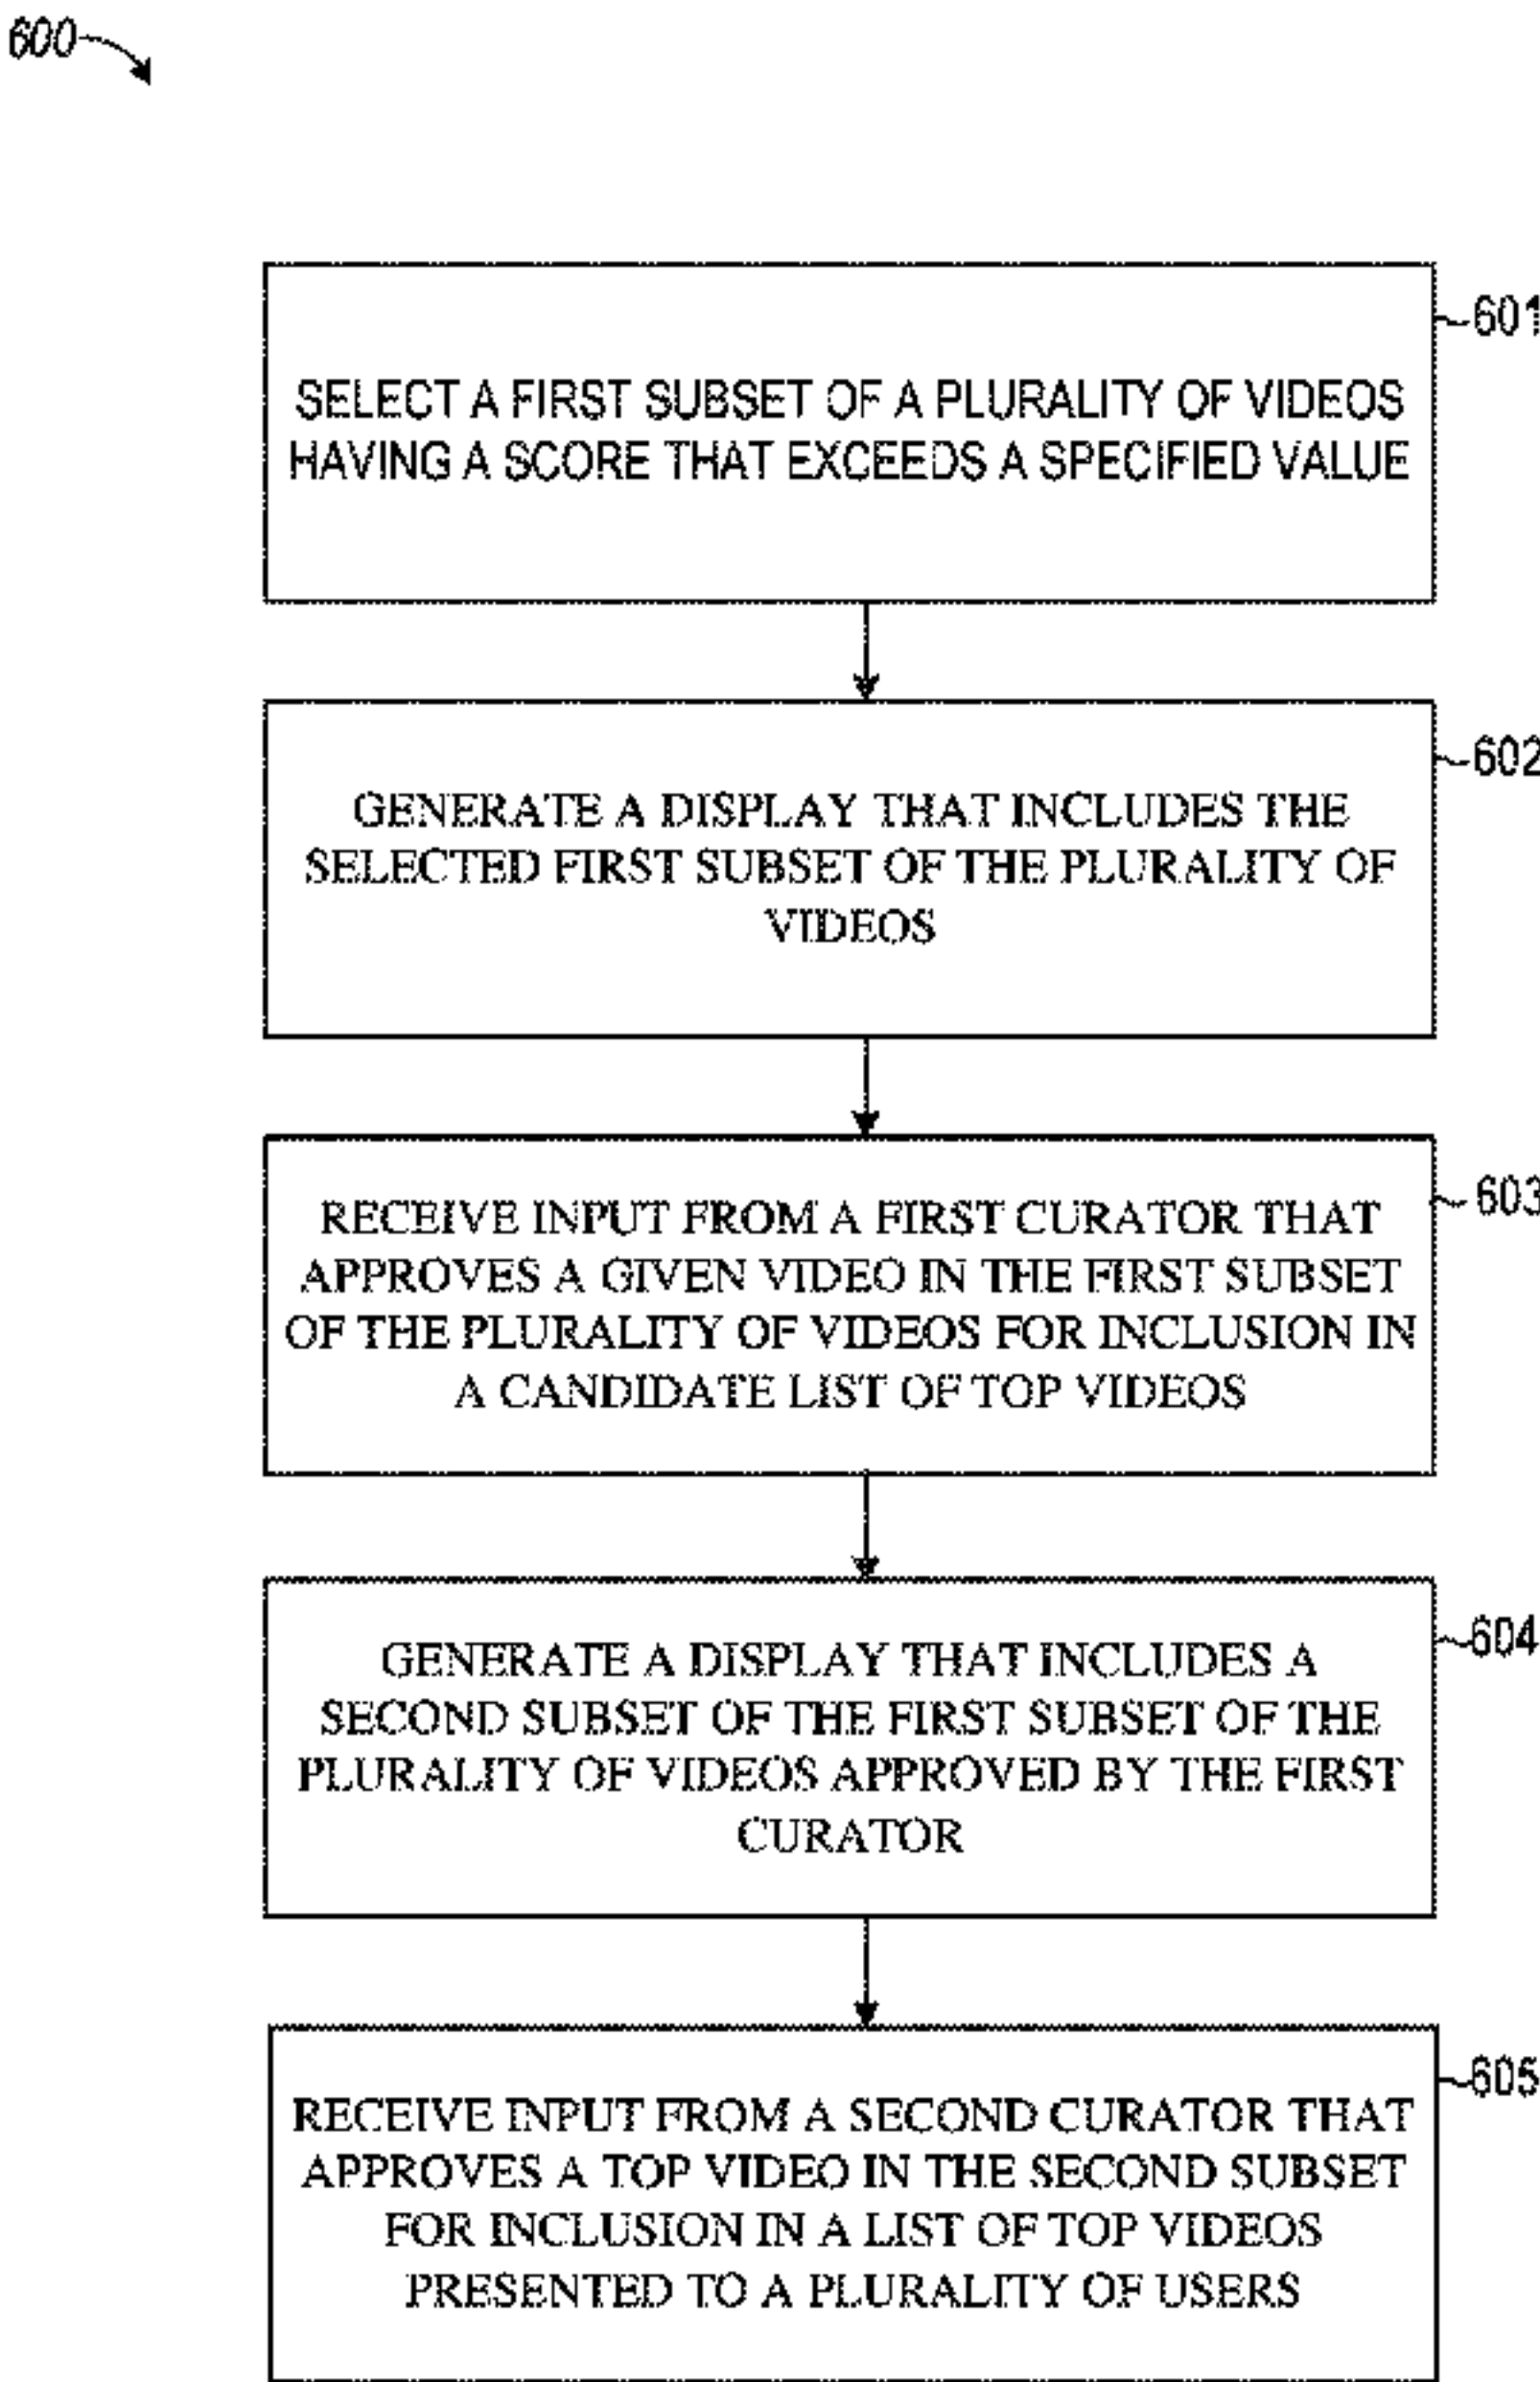 600
601
SELECT A FIRST SUBSET OF A PLURALITY OF VIDEOS
HAVING A SCORE THAT EXCEEDS A SPECIFIED VALUE
602
GENERATE A DISPLAY THAT INCLUDES THE
SELECTED FIRST SUBSET OF THE PLURALITY OF
VIDEOS
603
RECEIVE INPUT FROM A FIRST CURATOR THAT
APPROVES A GIVEN VIDEO IN THE FIRST SUBSET
OF THE PLURALITY OF VIDEOS FOR INCLUSION IN
A CANDIDATE LIST OF TOP VIDEOS
604
GENERATE A DISPLAY THAT INCLUDES A
SECOND SUBSET OF THE FIRST SUBSET OF THE
PLURALITY OF VIDEOS APPROVED BY THE FIRST
CURATOR
605
RECEIVE INPUT FROM A SECOND CURATOR THAT
APPROVES A TOP VIDEO IN THE SECOND SUBSET
FOR INCLUSION IN A LIST OF TOP VIDEOS
PRESENTED TO A PLURALITY OF USERS